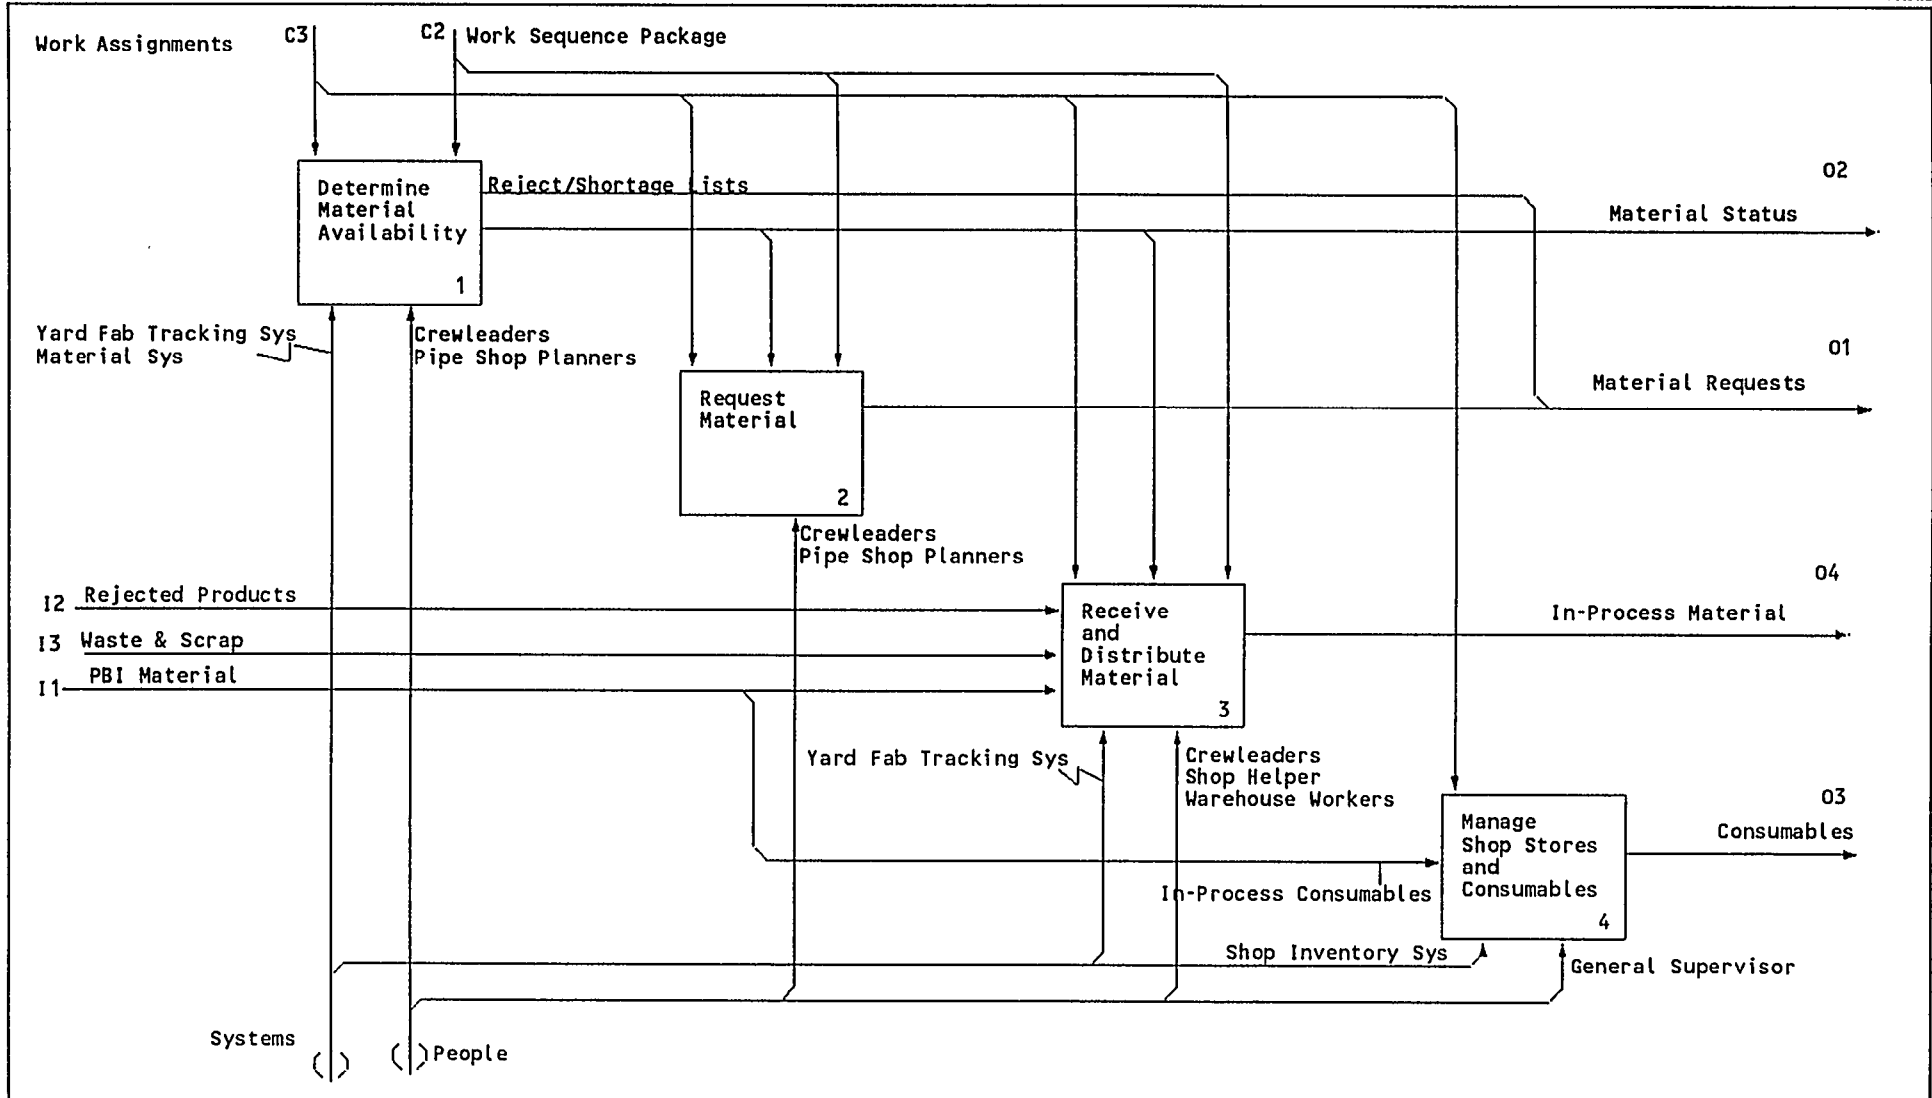 Work Assignments
C3
C2 Work Sequence Package
O2
Determine
Material
Availability
1
Reject/Shortage Lists
Material Status
Yard Fab Tracking Sys
Material Sys
Crewleaders
Pipe Shop Planners
O1
Material Requests
Request
Material
2
Crewleaders
Pipe Shop Planners
O4
I2 Rejected Products
I3 Waste & Scrap
I1 PBI Material
Receive
and
Distribute
Material
3
In-Process Material
Yard Fab Tracking Sys
Crewleaders
Shop Helper
Warehouse Workers
O3
Consumables
Manage
Shop Stores
and
Consumables
4
In-Process Consumables
Shop Inventory Sys
General Supervisor
Systems
People